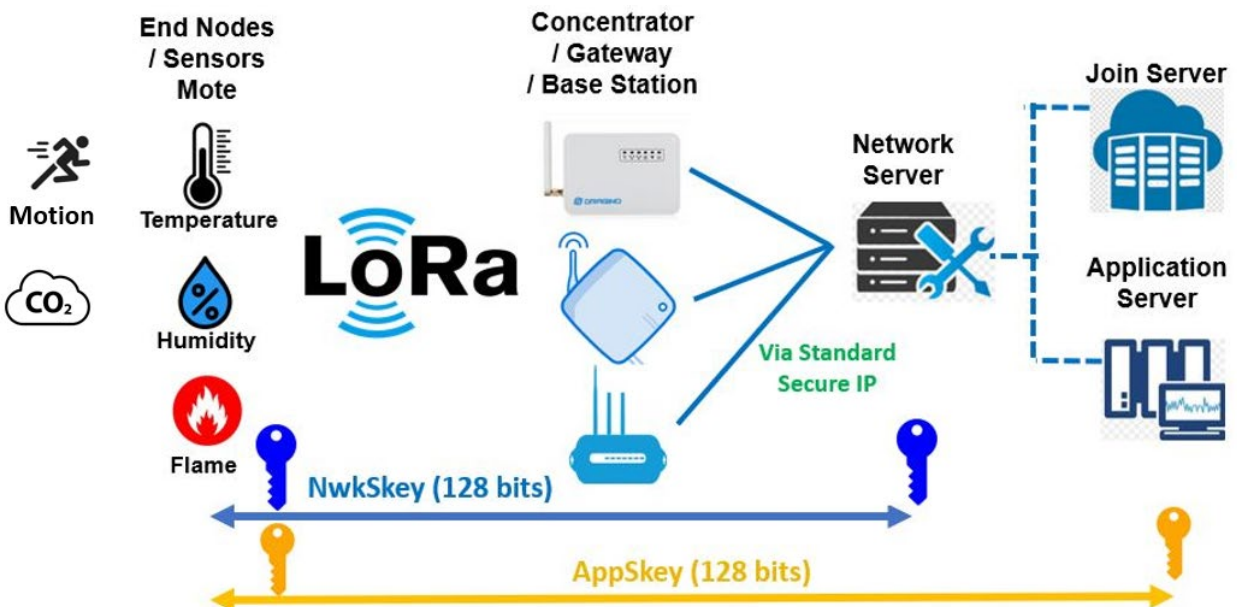 End Nodes
/ Sensors
Mote
Concentrator
/ Gateway
/ Base Station
Join Server
Network
Server
Motion
Temperature
DRAGINO
LoRa
CO₂
Humidity
Application
Server
Via Standard
Secure IP
Flame
NwkSkey (128 bits)
AppSkey (128 bits)